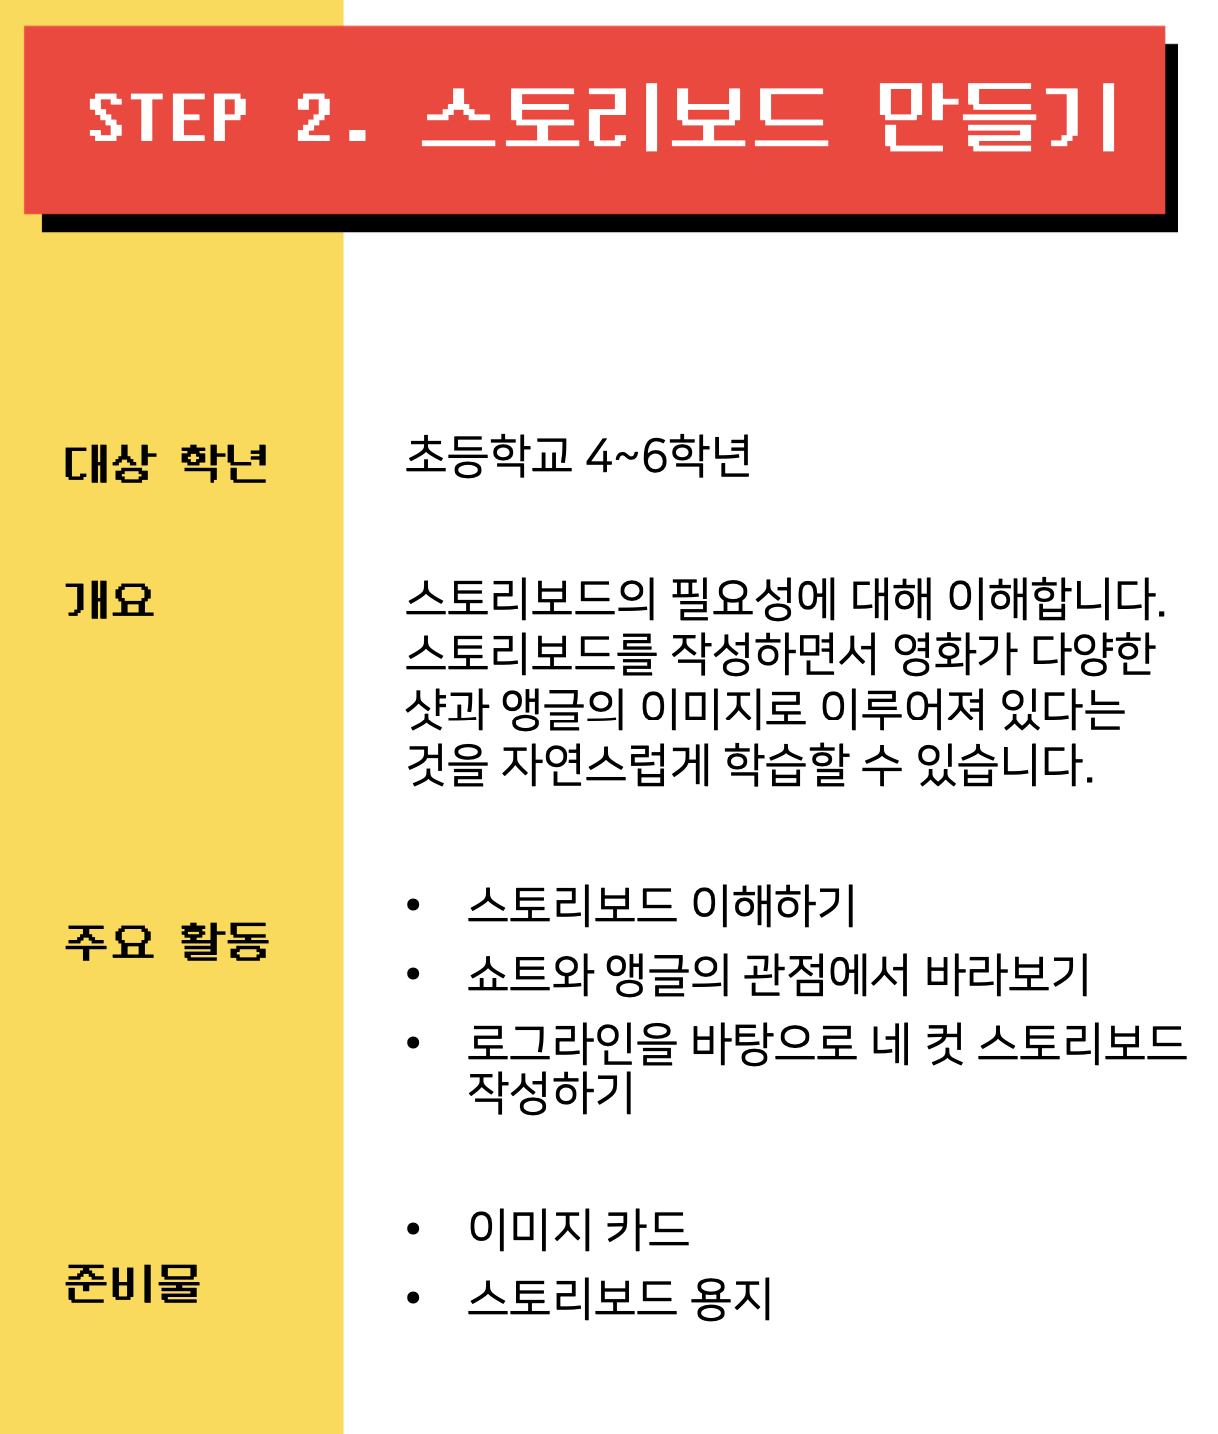 STEP 2. 스토리보드 만들기
대상 학년
초등학교 4~6학년
개요
스토리보드의 필요성에 대해 이해합니다.
스토리보드를 작성하면서 영화가 다양한
샷과 앵글의 이미지로 이루어져 있다는
것을 자연스럽게 학습할 수 있습니다.
주요 활동
• 스토리보드 이해하기
• 쇼트와 앵글의 관점에서 바라보기
• 로그라인을 바탕으로 네 컷 스토리보드
작성하기
준비물
• 이미지 카드
• 스토리보드 용지